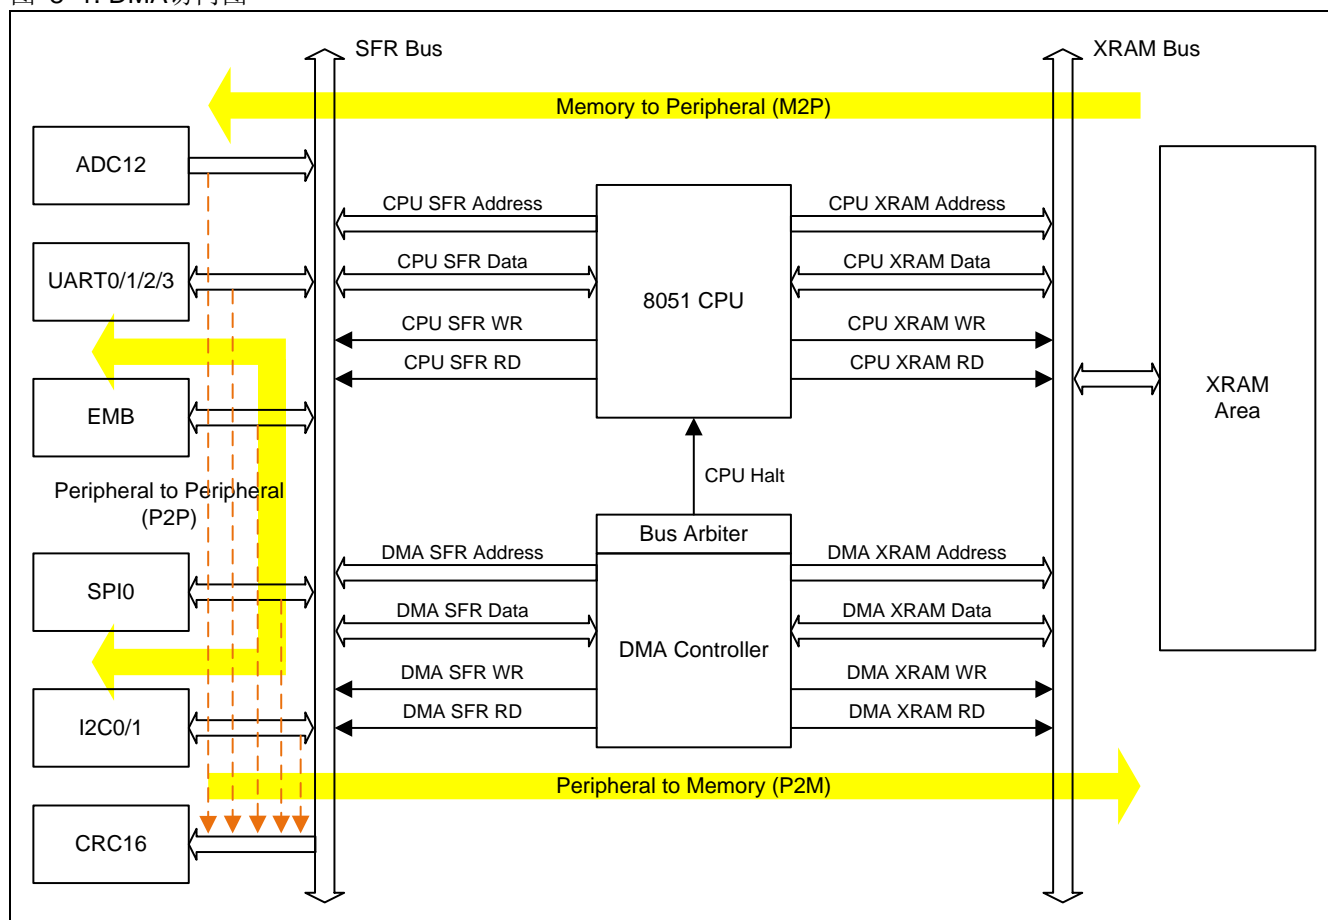 SFR Bus
XRAM Bus
Memory to Peripheral (M2P)
ADC12
CPU SFR Address
CPU XRAM Address
UART0/1/2/3
CPU SFR Data
CPU XRAM Data
8051 CPU
CPU SFR WR
CPU XRAM WR
CPU SFR RD
CPU XRAM RD
EMB
XRAM
Area
CPU Halt
Peripheral to Peripheral
(P2P)
Bus Arbiter
DMA SFR Address
DMA XRAM Address
SPI0
DMA SFR Data
DMA XRAM Data
DMA Controller
DMA SFR WR
DMA XRAM WR
I2C0/1
DMA SFR RD
DMA XRAM RD
Peripheral to Memory (P2M)
CRC16